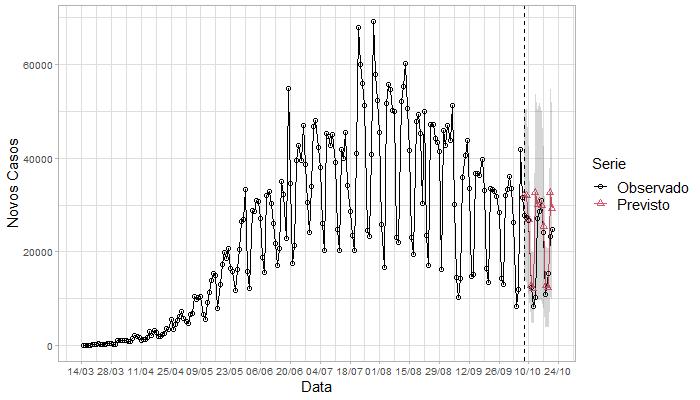 60000
40000
20000
0
Novos Casos
14/03 28/03 11/04 25/04 09/05 23/05 06/06 20/06 04/07 18/07 01/08 15/08 29/08 12/09 26/09 10/10 24/10
Data
Serie
Observado
Previsto